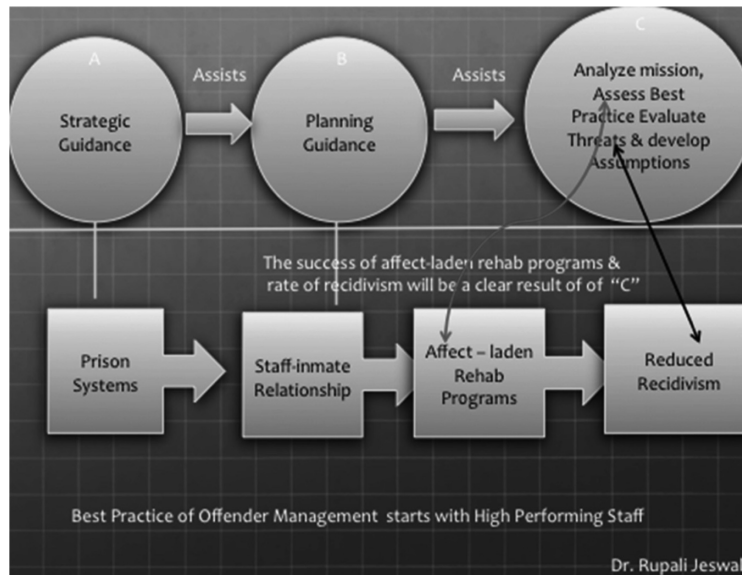 A
B
C
Assists
Assists
Strategic
Guidance
Planning
Guidance
Analyze mission,
Assess Best
Practice Evaluate
Threats & develop
Assumptions
The success of affect-laden rehab programs &
rate of recidivism will be a clear result of of “C”
Prison
Systems
Staff-inmate
Relationship
Affect – laden
Rehab
Programs
Reduced
Recidivism
Best Practice of Offender Management starts with High Performing Staff
Dr. Rupali Jeswal